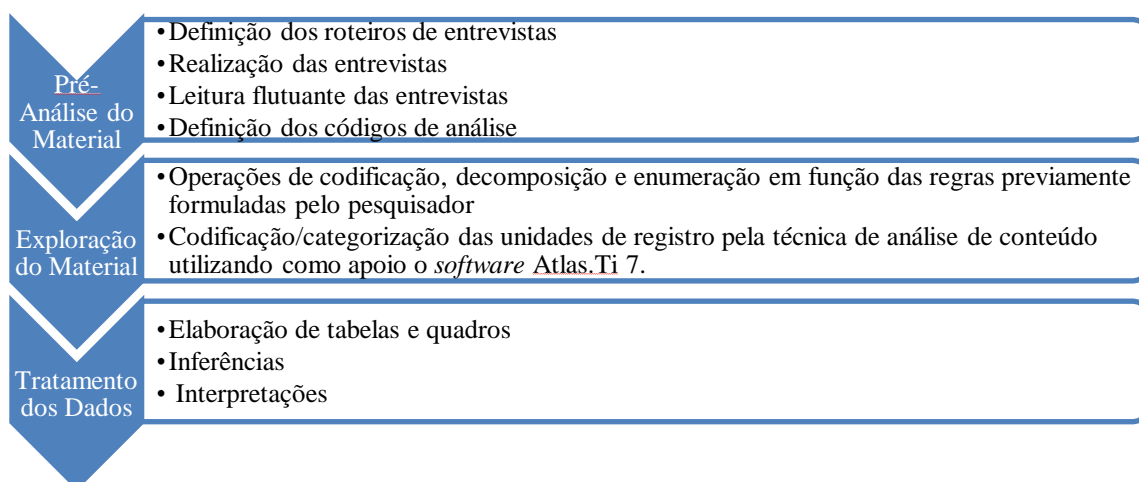 Pré-
Análise do
Material
•Definição dos roteiros de entrevistas
•Realização das entrevistas
•Leitura flutuante das entrevistas
•Definição dos códigos de análise
Exploração
do Material
•Operações de codificação, decomposição e enumeração em função das regras previamente
formuladas pelo pesquisador
•Codificação/categorização das unidades de registro pela técnica de análise de conteúdo
utilizando como apoio o software Atlas.Ti 7.
Tratamento
dos Dados
•Elaboração de tabelas e quadros
•Inferências
• Interpretações